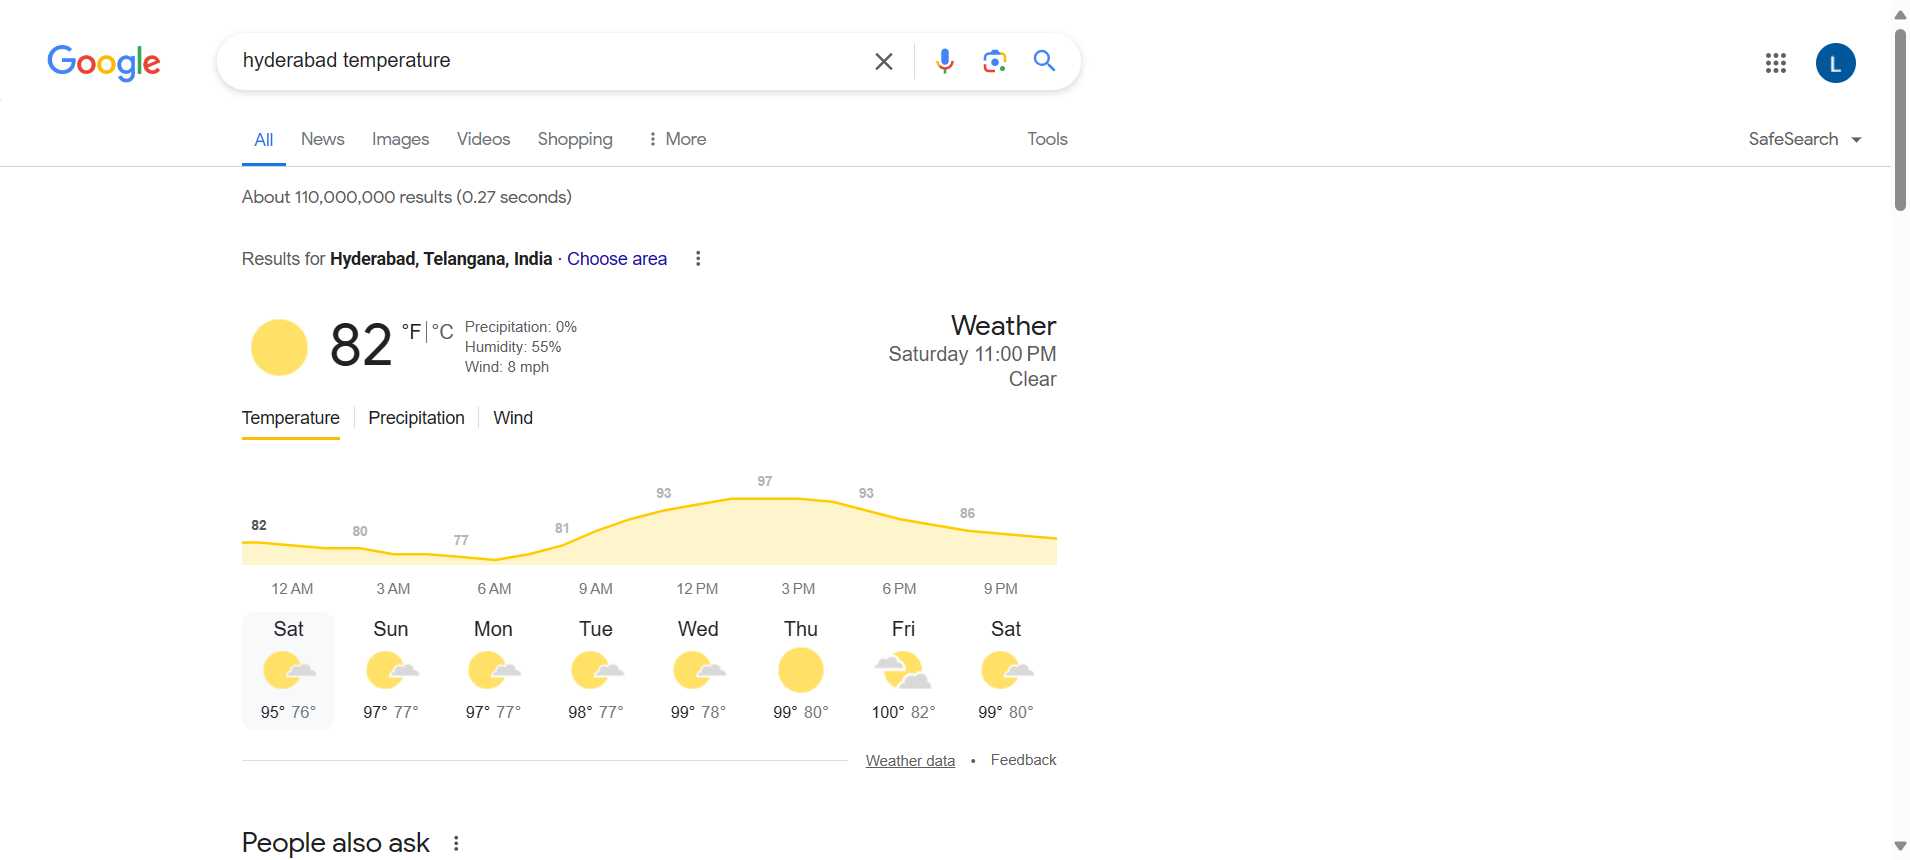 Google
hyderabad temperature
L
All News Images Videos Shopping More Tools SafeSearch
About 110,000,000 results (0.27 seconds)
Results for Hyderabad, Telangana, India · Choose area
82 °F | °C
Precipitation: 0%
Humidity: 55%
Wind: 8 mph
Weather
Saturday 11:00 PM
Clear
Temperature Precipitation Wind
82 80 77 81 93 97 93 86
12 AM 3 AM 6 AM 9 AM 12 PM 3 PM 6 PM 9 PM
Sat Sun Mon Tue Wed Thu Fri Sat
95° 76° 97° 77° 97° 77° 98° 77° 99° 78° 99° 80° 100° 82° 99° 80°
Weather data • Feedback
People also ask